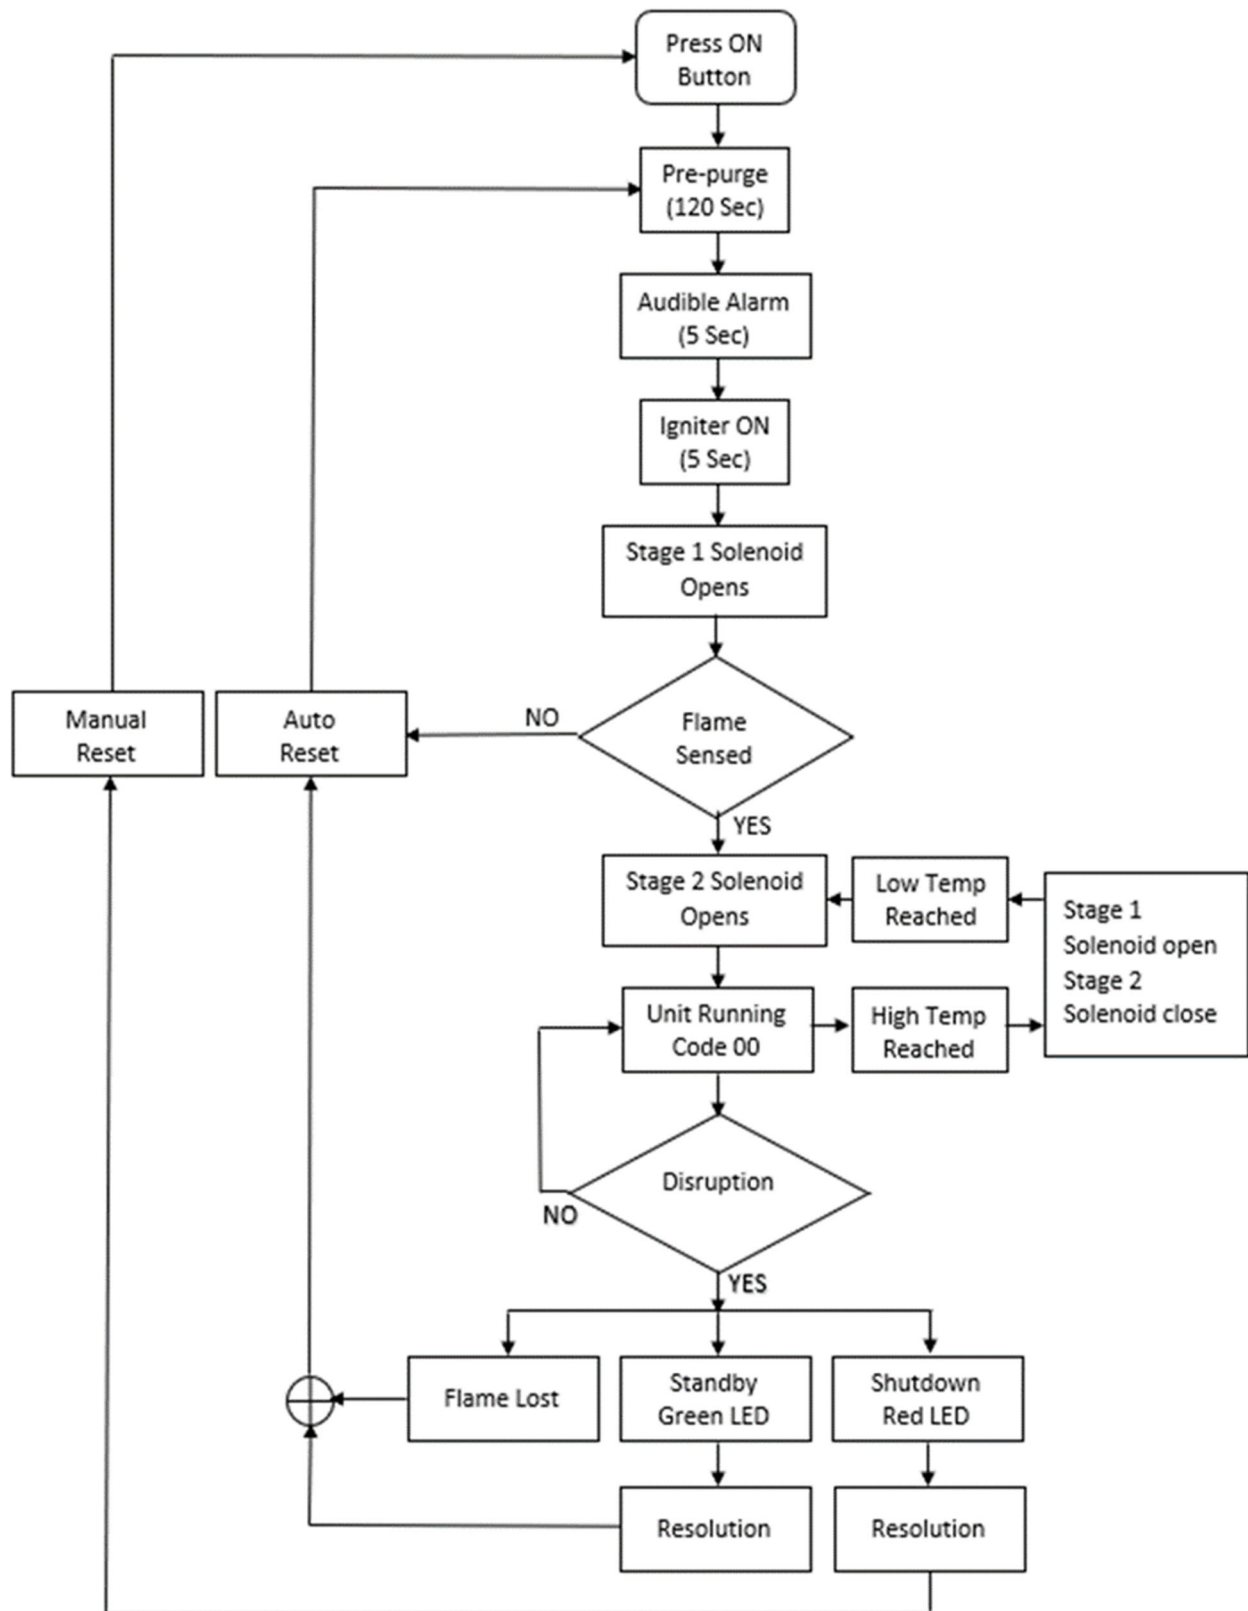 Press ON
Button
Pre-purge
(120 Sec)
Audible Alarm
(5 Sec)
Igniter ON
(5 Sec)
Stage 1 Solenoid
Opens
Manual
Reset
Auto
Reset
NO
Flame
Sensed
YES
Stage 2 Solenoid
Opens
Low Temp
Reached
Stage 1
Solenoid open
Stage 2
Solenoid close
Unit Running
Code 00
High Temp
Reached
Disruption
NO
YES
Flame Lost
Standby
Green LED
Shutdown
Red LED
Resolution
Resolution